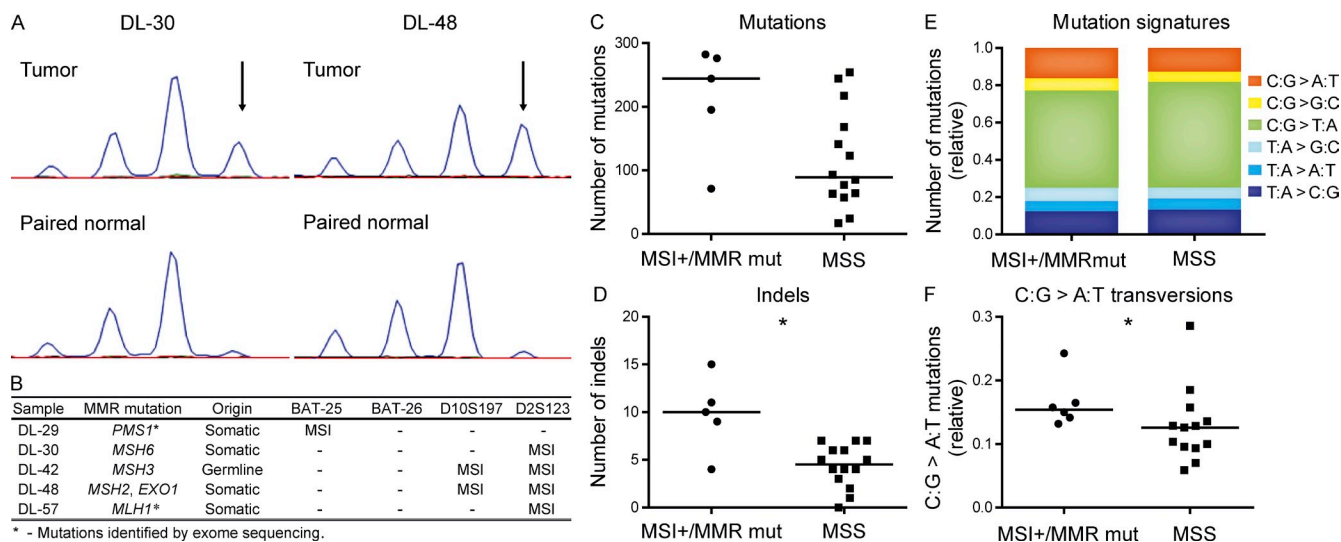 A
DL-30
DL-48
Tumor
Tumor
Paired normal
Paired normal
B
Sample MMR mutation Origin BAT-25 BAT-26 D10S197 D2S123
DL-29 PMS1* Somatic MSI - - -
DL-30 MSH6 Somatic - - - MSI
DL-42 MSH3 Germline - - MSI MSI
DL-48 MSH2, EXO1 Somatic - - MSI MSI
DL-57 MLH1* Somatic - - - MSI
* - Mutations identified by exome sequencing.
C
Mutations
Number of mutations
300
200
100
0
MSI+/MMR mut
MSS
D
Indels
*
Number of indels
20
15
10
5
0
MSI+/MMR mut
MSS
E
Mutation signatures
Number of mutations
(relative)
1.0
0.8
0.6
0.4
0.2
0.0
MSI+/MMRmut
MSS
C:G > A:T
C:G > G:C
C:G > T:A
T:A > G:C
T:A > A:T
T:A > C:G
F
C:G > A:T transversions
*
C:G > A:T mutations
(relative)
0.3
0.2
0.1
0.0
MSI+/MMR mut
MSS